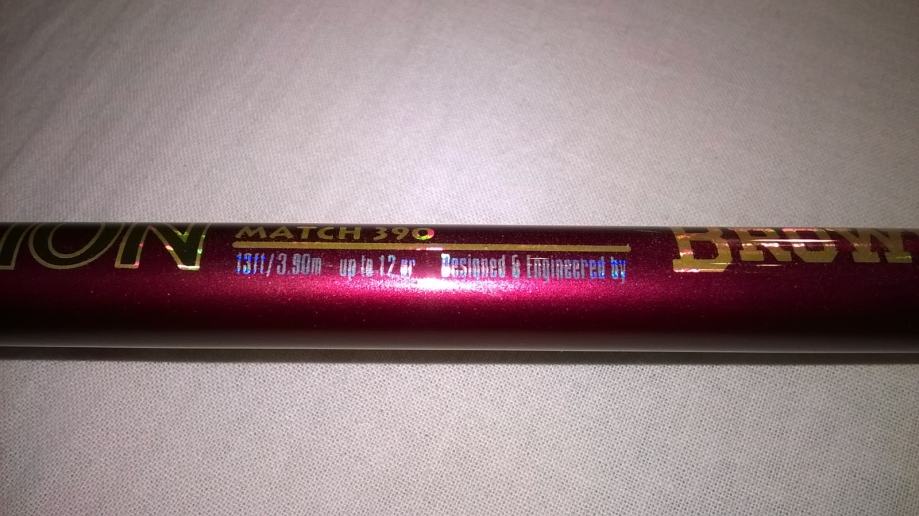 ION MATCH 390 BROW
13ft/3.90m up to 12 gr Designed & Engineered by